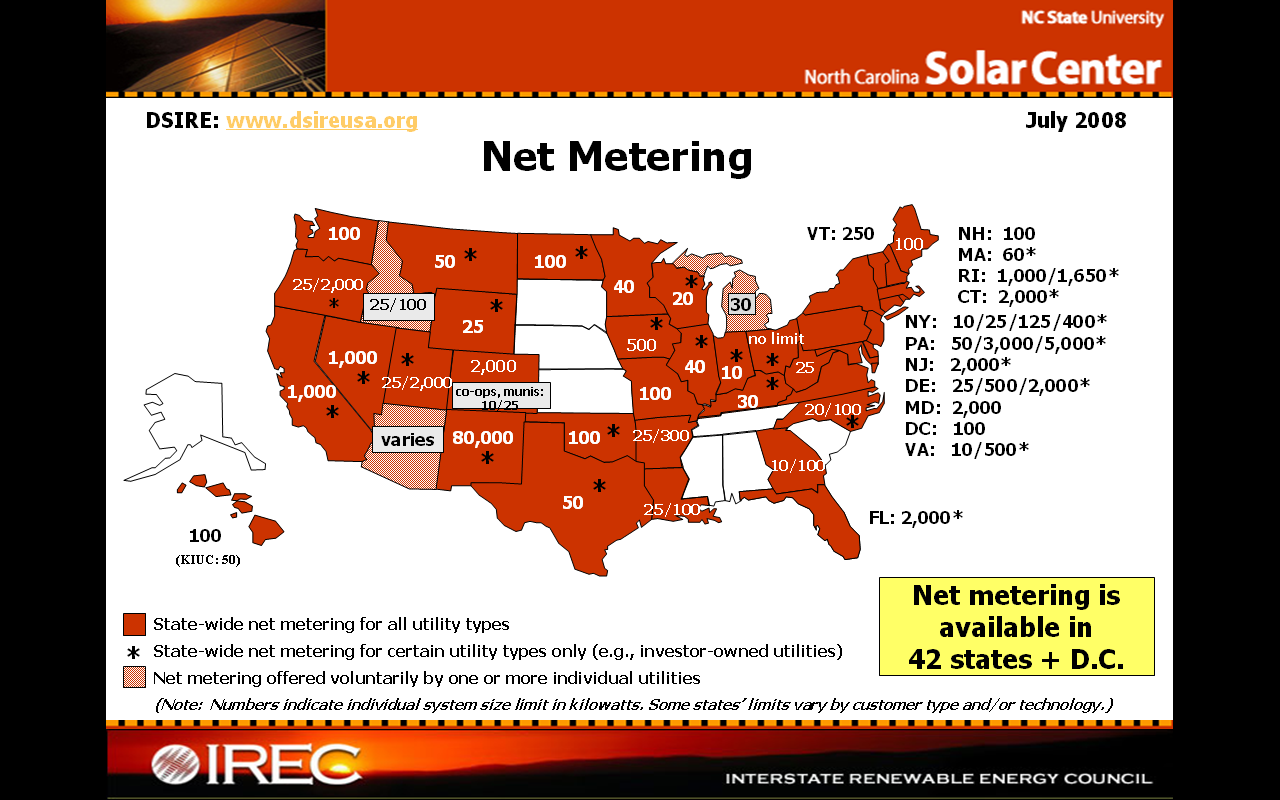 NC State University
North Carolina Solar Center
DSIRE: www.dsireusa.org
July 2008
Net Metering
VT: 250
NH: 100
MA: 60*
RI: 1,000/1,650*
CT: 2,000*
NY: 10/25/125/400*
PA: 50/3,000/5,000*
NJ: 2,000*
DE: 25/500/2,000*
MD: 2,000
DC: 100
VA: 10/500*
FL: 2,000*
100
50 *
100 *
40
20 *
30
100
25/2,000
*
25/100
25 *
500 *
40 *
10 *
no limit
*
25
1,000
*
1,000
*
25/2,000 *
2,000
co-ops, munis:
10/25
100
30 *
20/100
*
varies
80,000
*
100 *
25/300
10/100
50 *
25/100
100
(KIUC: 50)
State-wide net metering for all utility types
* State-wide net metering for certain utility types only (e.g., investor-owned utilities)
Net metering offered voluntarily by one or more individual utilities
(Note: Numbers indicate individual system size limit in kilowatts. Some states' limits vary by customer type and/or technology.)
Net metering is
available in
42 states + D.C.
IREC
INTERSTATE RENEWABLE ENERGY COUNCIL